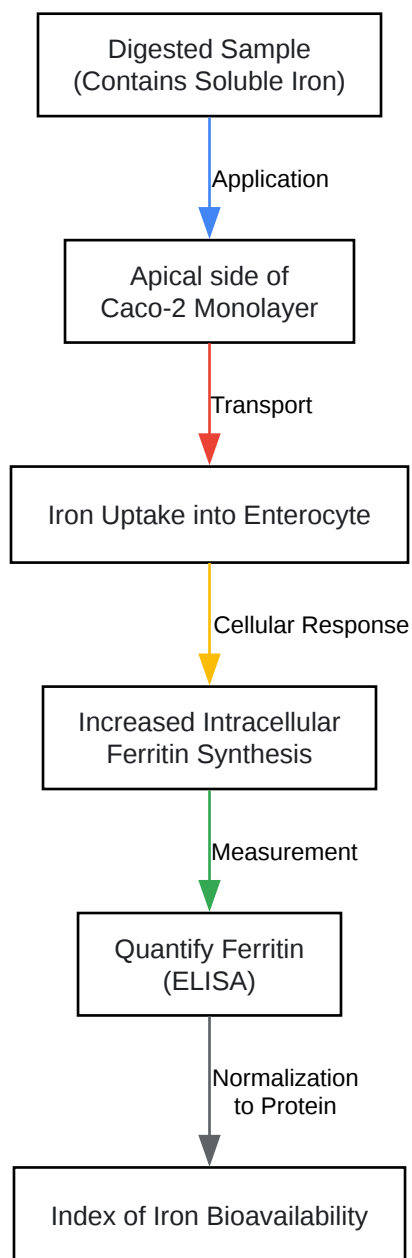 Digested Sample
(Contains Soluble Iron)
Application
Apical side of
Caco-2 Monolayer
Transport
Iron Uptake into Enterocyte
Cellular Response
Increased Intracellular
Ferritin Synthesis
Measurement
Quantify Ferritin
(ELISA)
Normalization
to Protein
Index of Iron Bioavailability